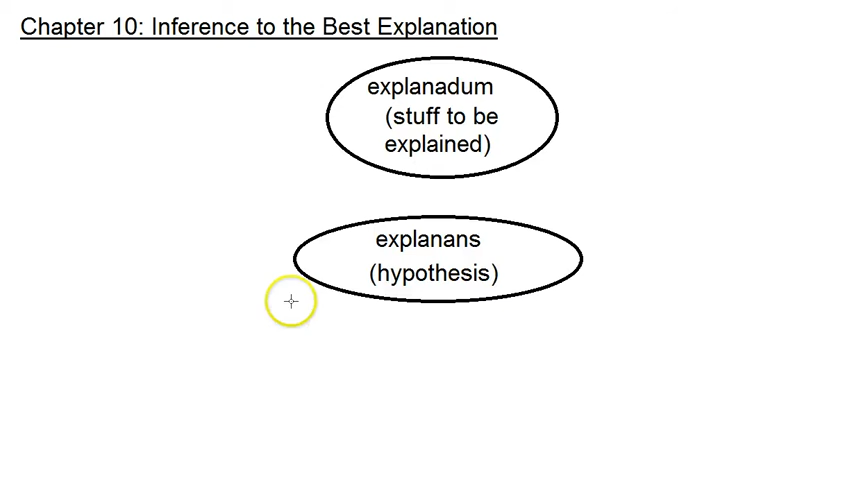 Chapter 10: Inference to the Best Explanation
explanadum
(stuff to be
explained)
explanans
(hypothesis)